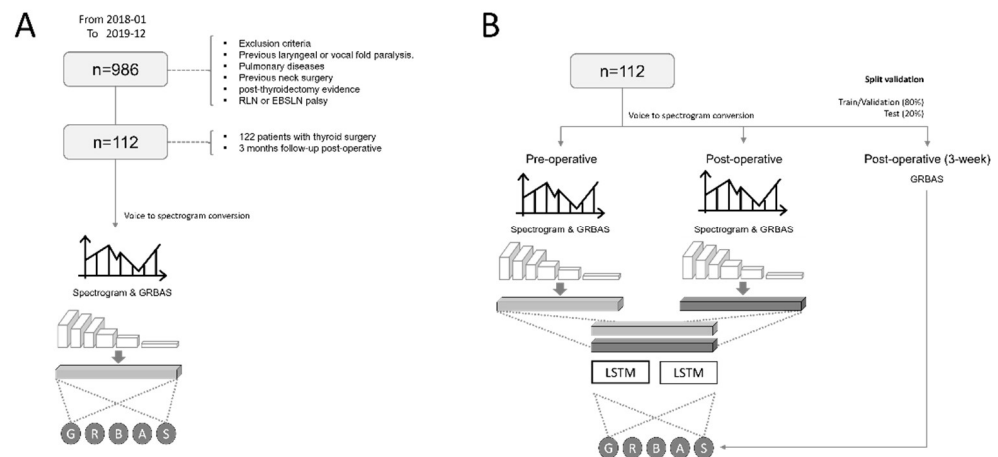 A
From 2018-01
To 2019-12
n=986
▪ Exclusion criteria
▪ Previous laryngeal or vocal fold paralysis.
▪ Pulmonary diseases
▪ Previous neck surgery
▪ post-thyroidectomy evidence
▪ RLN or EBSLN palsy
n=112
▪ 122 patients with thyroid surgery
▪ 3 months follow-up post-operative
Voice to spectrogram conversion
Spectrogram & GRBAS
G R B A S
B
n=112
Split validation
Train/Validation (80%)
Test (20%)
Voice to spectrogram conversion
Pre-operative
Post-operative
Post-operative (3-week)
GRBAS
Spectrogram & GRBAS
Spectrogram & GRBAS
LSTM
LSTM
G R B A S